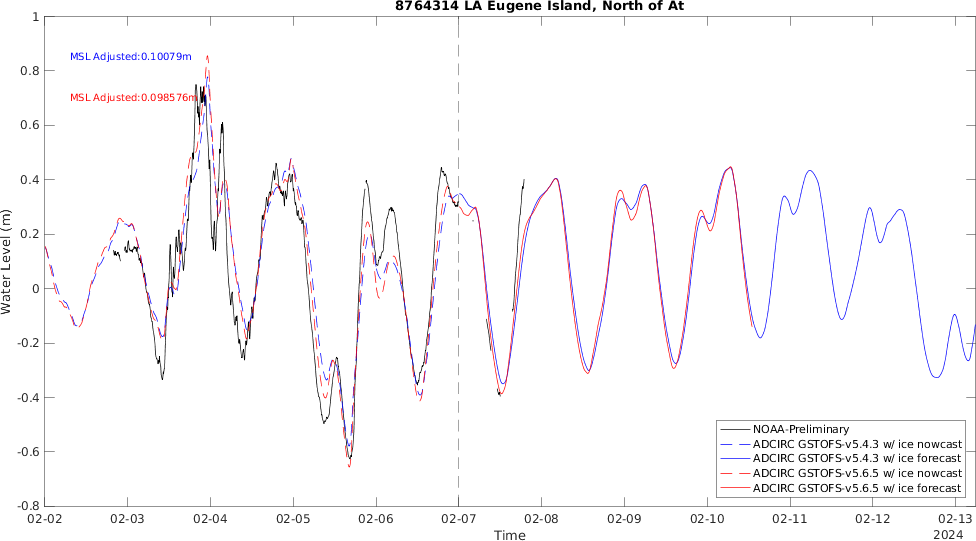 8764314 LA Eugene Island, North of At
1
0.8
0.6
0.4
0.2
0
-0.2
-0.4
-0.6
-0.8
Water Level (m)
MSL Adjusted:0.10079m
MSL Adjusted:0.098576m
NOAA-Preliminary
ADCIRC GSTOFS-v5.4.3 w/ ice nowcast
ADCIRC GSTOFS-v5.4.3 w/ ice forecast
ADCIRC GSTOFS-v5.6.5 w/ ice nowcast
ADCIRC GSTOFS-v5.6.5 w/ ice forecast
02-02 02-03 02-04 02-05 02-06 02-07 02-08 02-09 02-10 02-11 02-12 02-13
Time
2024